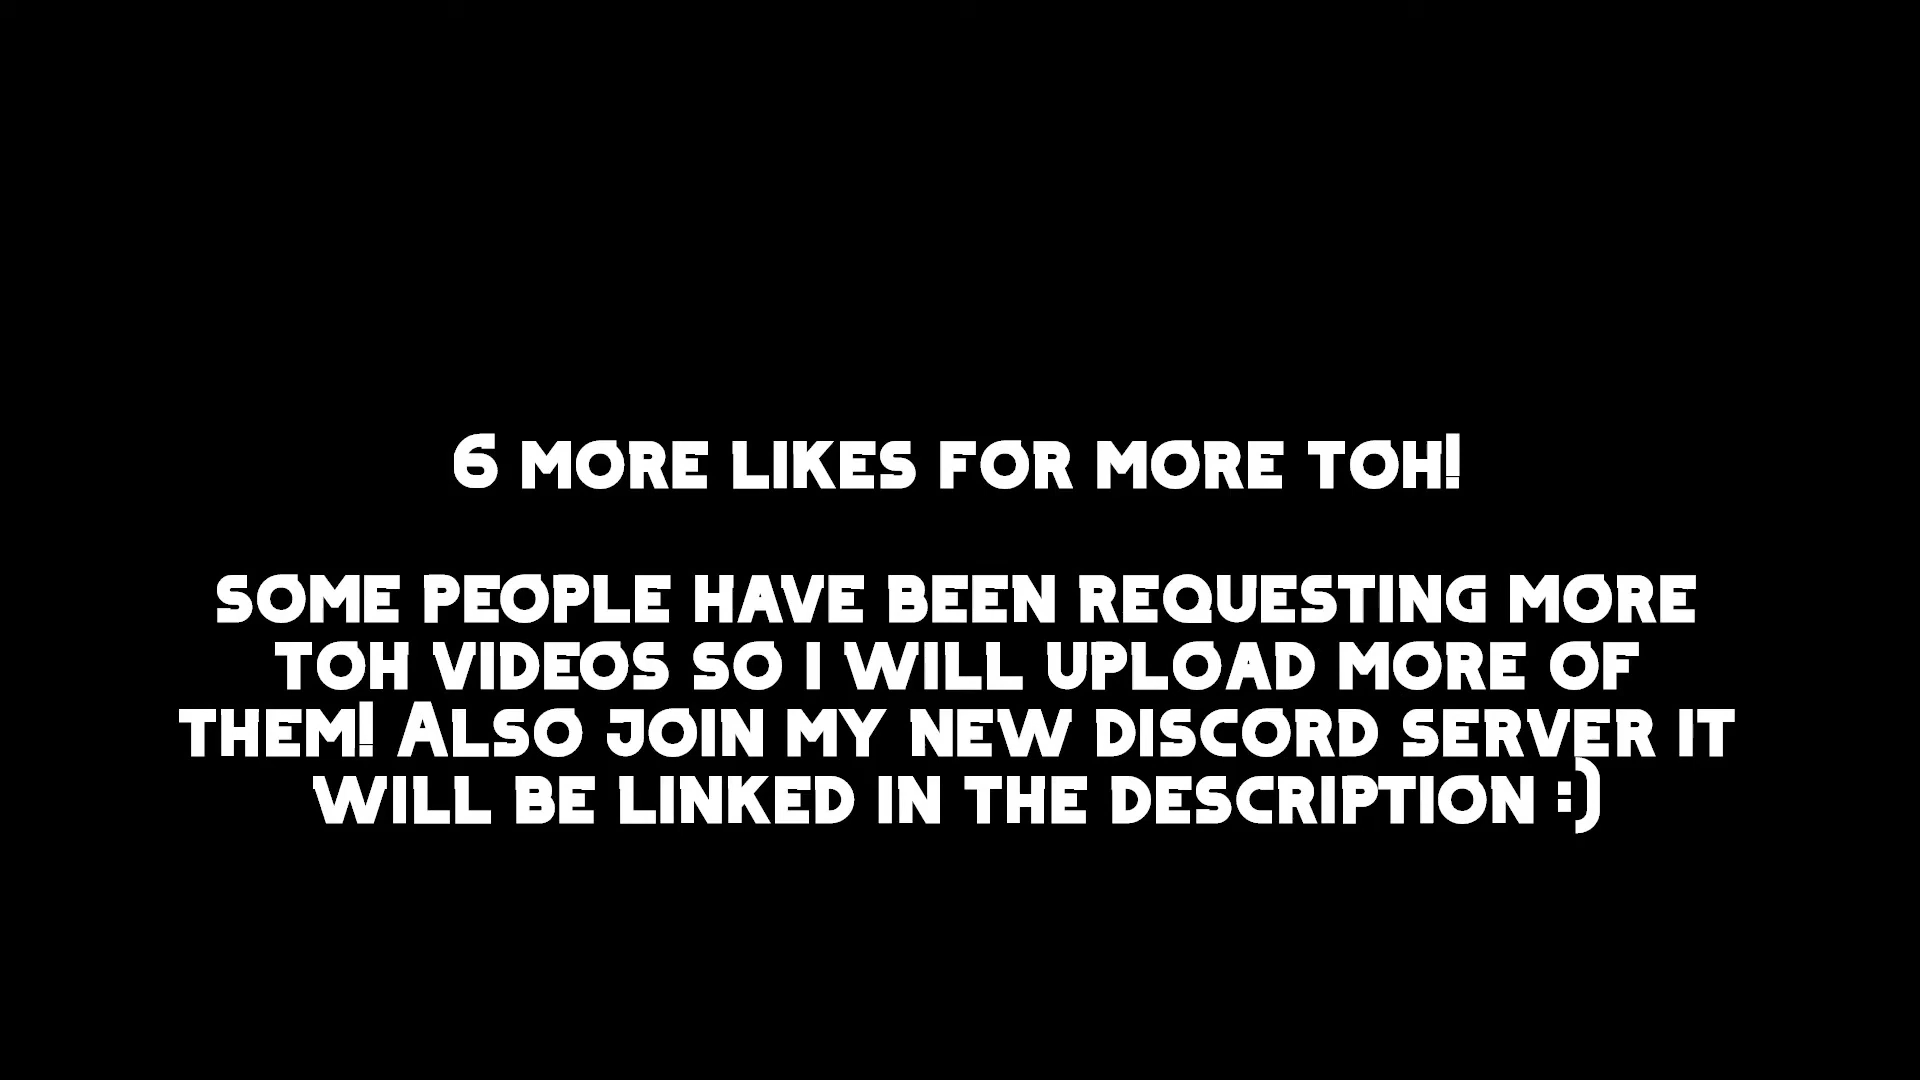 6 MORE LIKES FOR MORE TOH!
SOME PEOPLE HAVE BEEN REQUESTING MORE
TOH VIDEOS SO I WILL UPLOAD MORE OF
THEM! ALSO JOIN MY NEW DISCORD SERVER IT
WILL BE LINKED IN THE DESCRIPTION :)